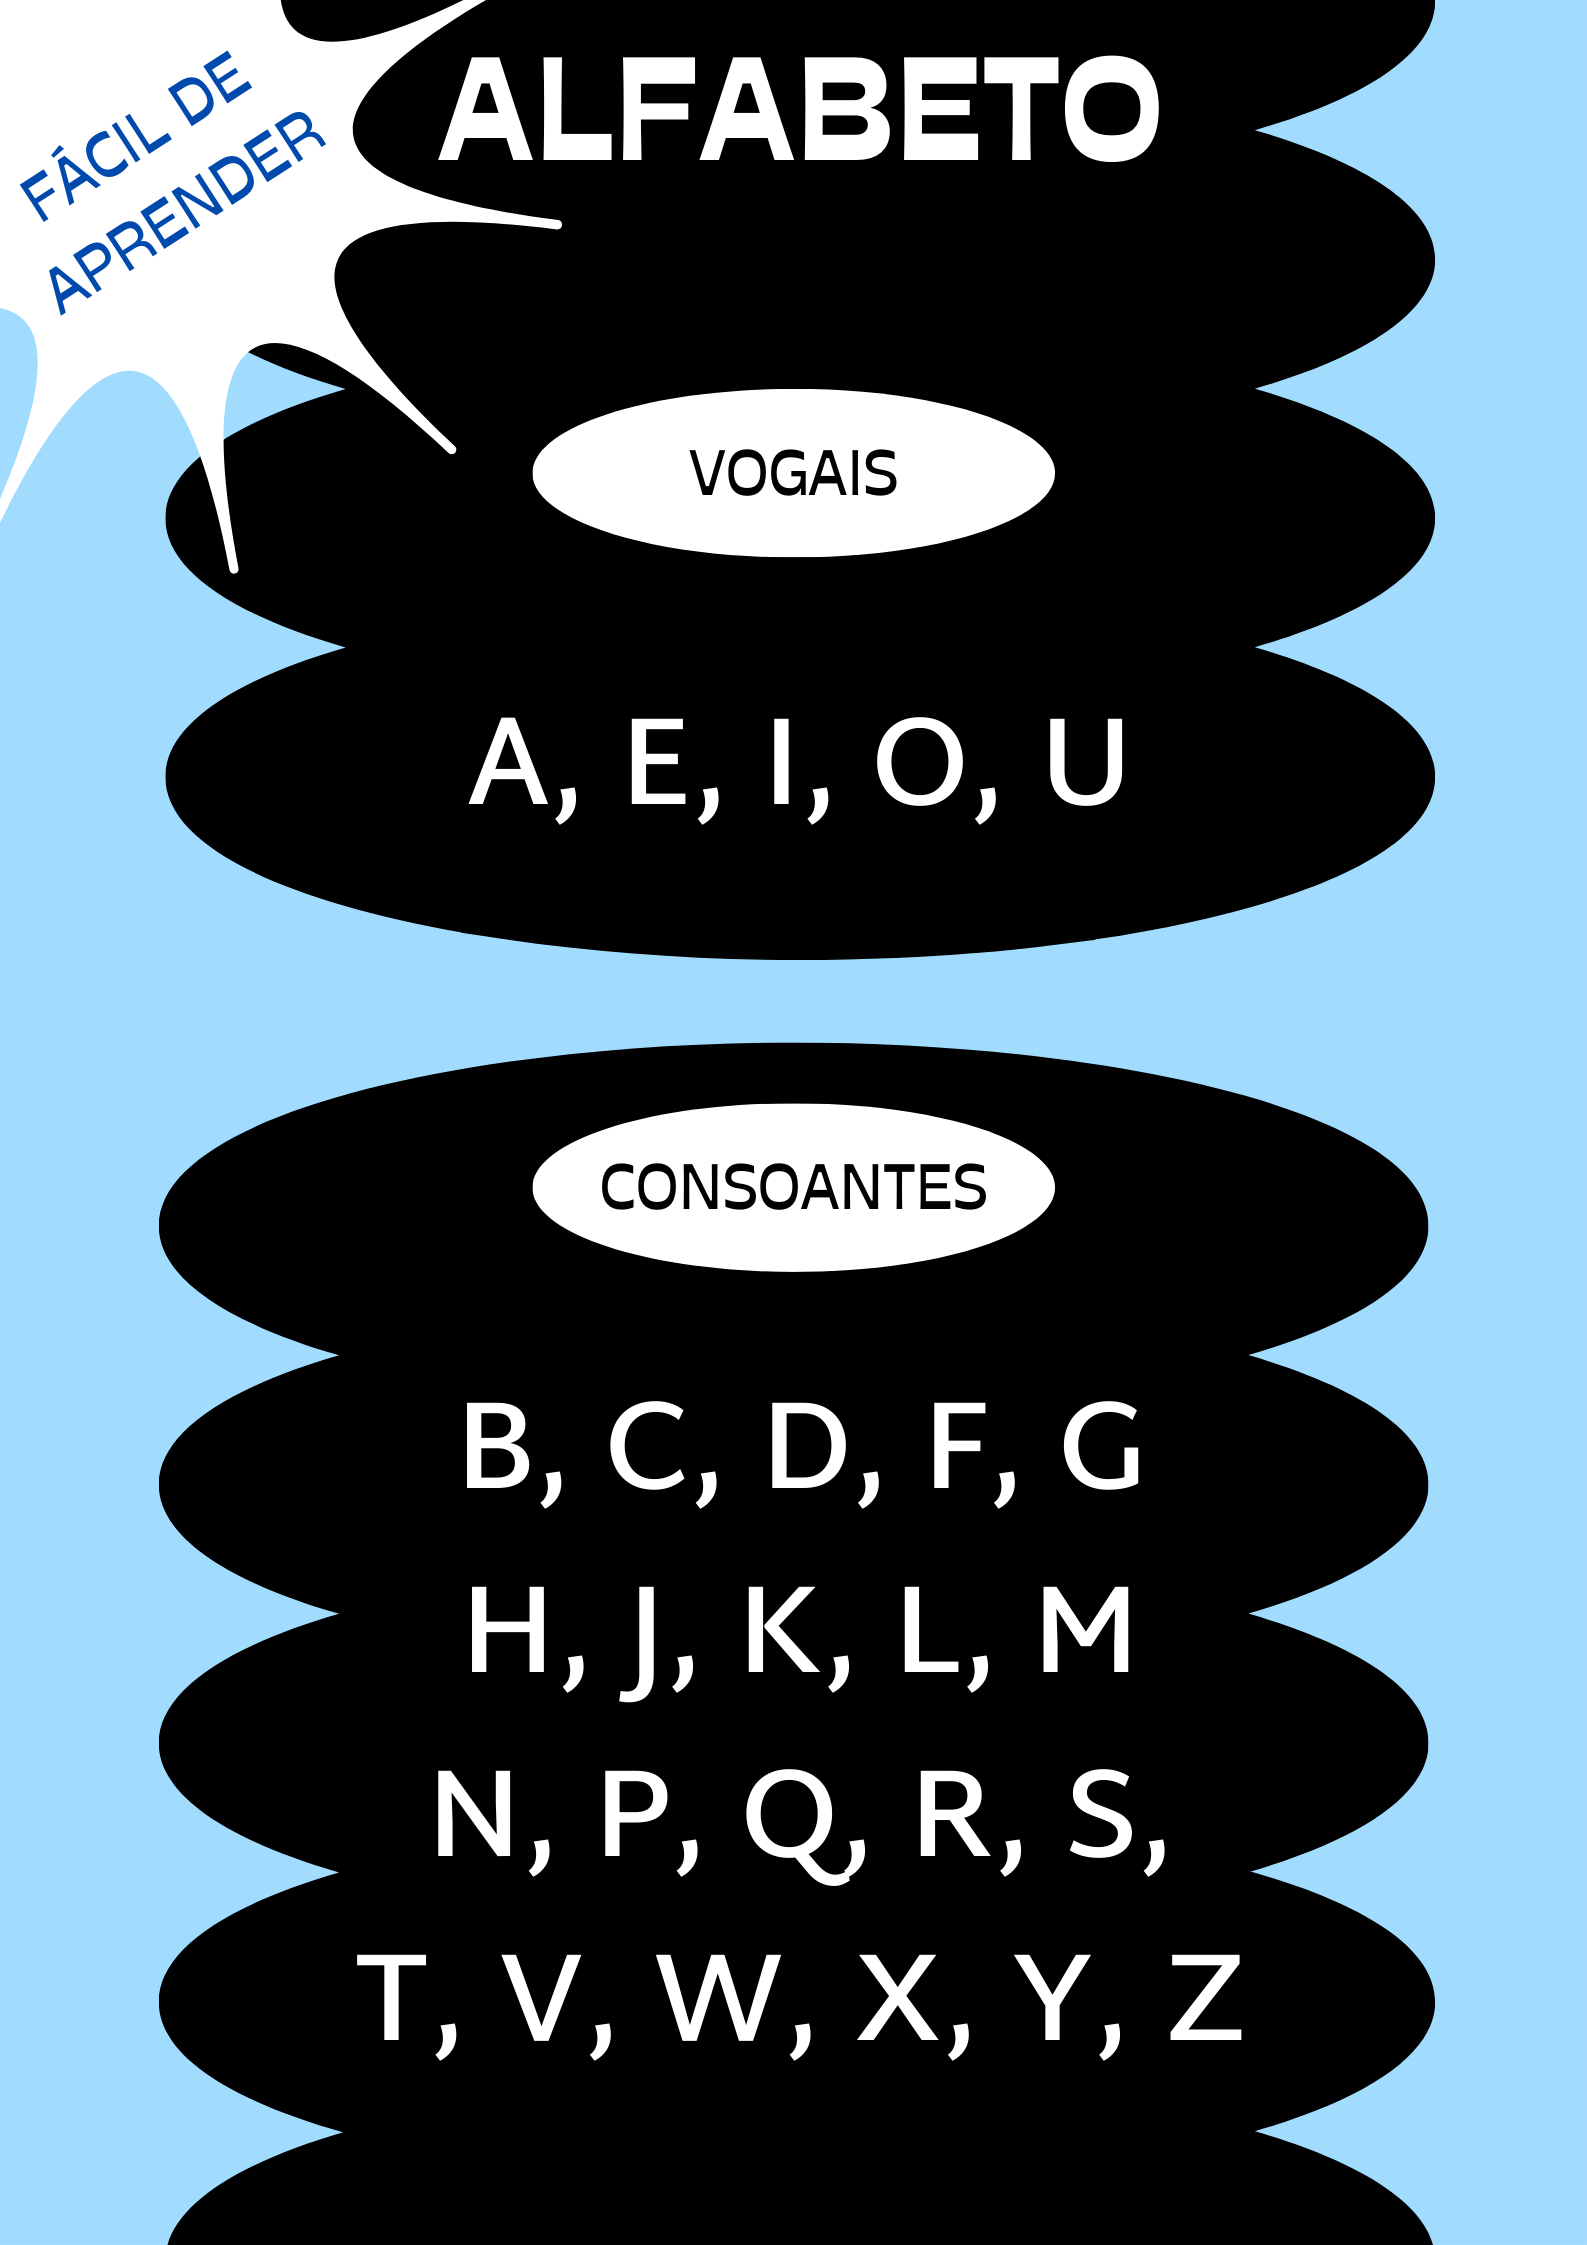 FÁCIL DE
APRENDER
ALFABETO
VOGAIS
A, E, I, O, U
CONSOANTES
B, C, D, F, G
H, J, K, L, M
N, P, Q, R, S,
T, V, W, X, Y, Z